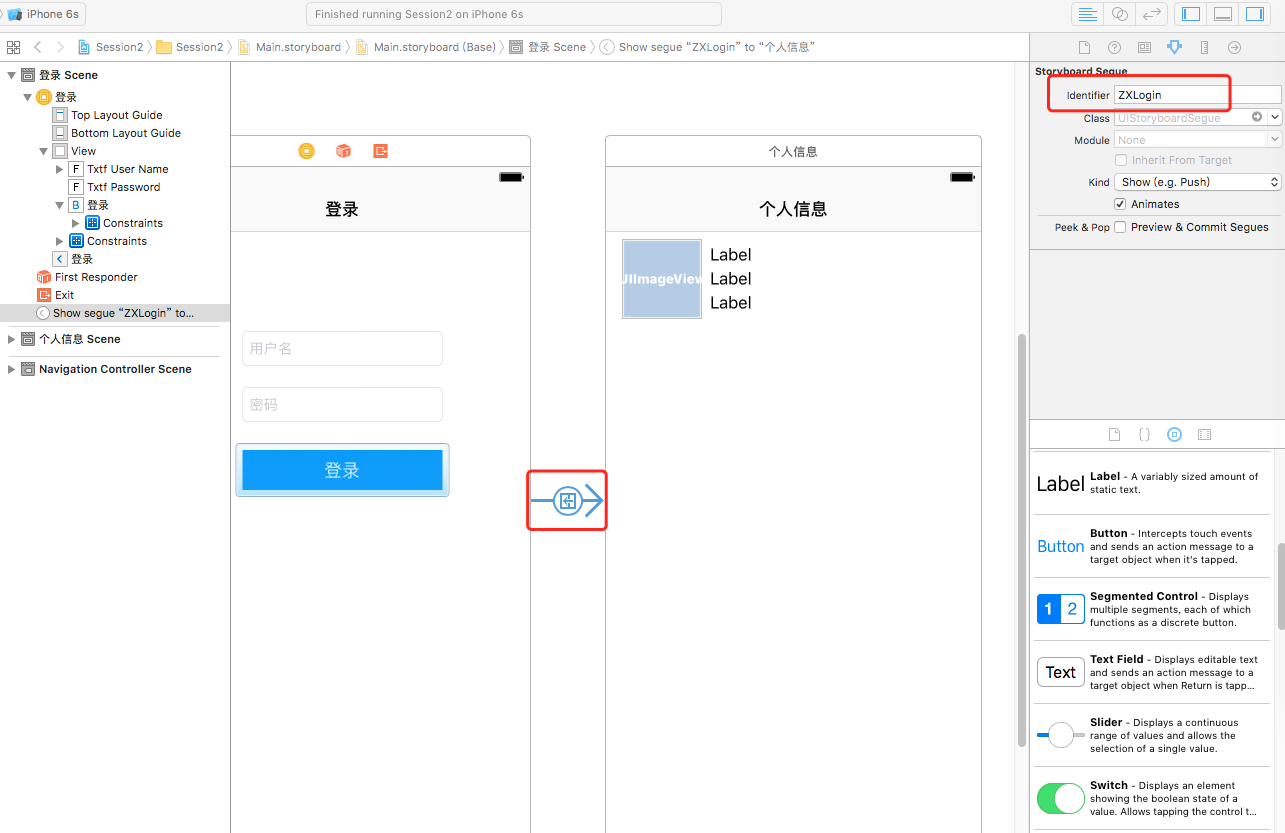 iPhone 6s
Finished running Session2 on iPhone 6s
Session2
Session2
Main.storyboard
Main.storyboard (Base)
登录 Scene
Show segue “ZXLogin” to “个人信息”
登录 Scene
登录
Top Layout Guide
Bottom Layout Guide
View
F Txtf User Name
F Txtf Password
B 登录
Constraints
Constraints
登录
First Responder
Exit
Show segue “ZXLogin” to...
个人信息 Scene
Navigation Controller Scene
登录
用户名
密码
登录
个人信息
个人信息
UIImageView
Label
Label
Label
Storyboard Segue
Identifier ZXLogin
Class UIStoryboardSegue
Module None
Inherit From Target
Kind Show (e.g. Push)
Animates
Peek & Pop Preview & Commit Segues
{}
Label
Label - A variably sized amount of
static text.
Button
Button - Intercepts touch events
and sends an action message to a
target object when it's tapped.
1 2
Segmented Control - Displays
multiple segments, each of which
functions as a discrete button.
Text
Text Field - Displays editable text
and sends an action message to a
target object when Return is tapp...
Slider - Displays a continuous
range of values and allows the
selection of a single value.
Switch - Displays an element
showing the boolean state of a
value. Allows tapping the control t...